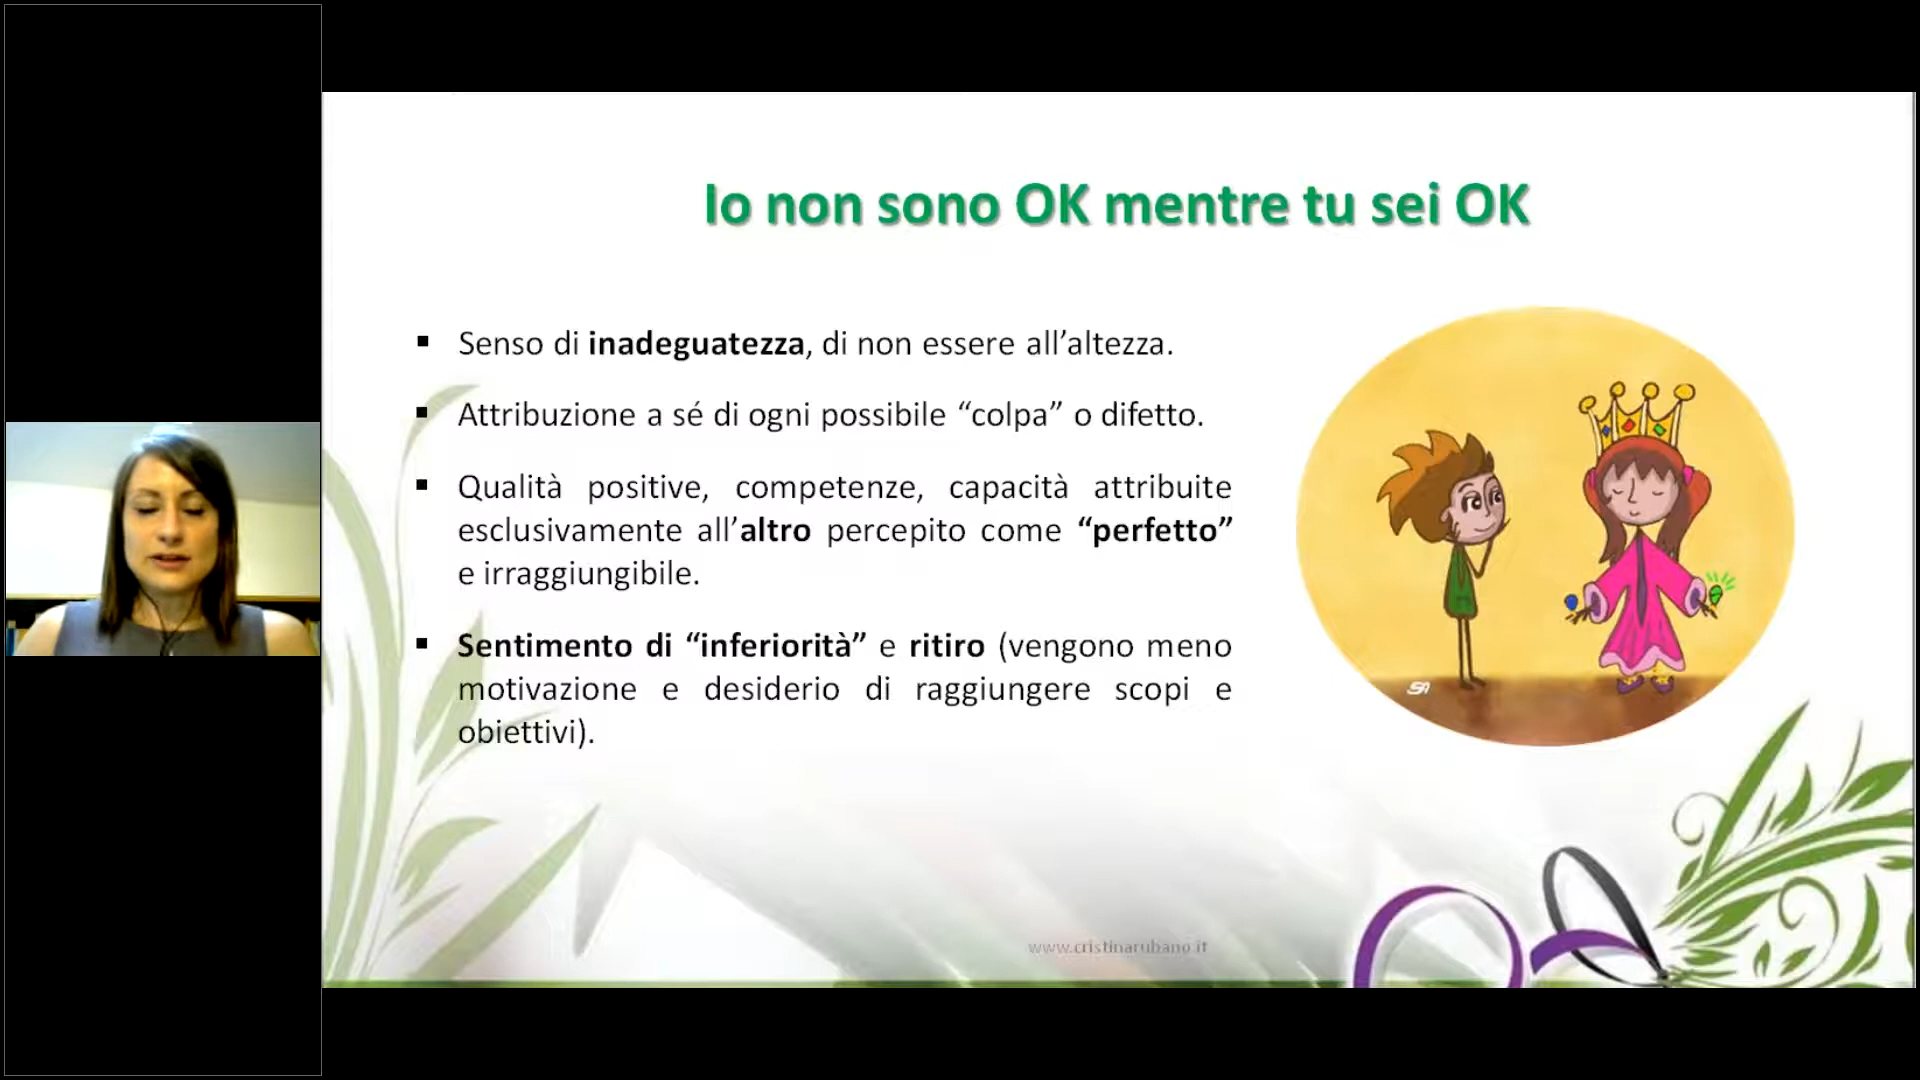 Io non sono OK mentre tu sei OK
▪ Senso di inadeguatezza, di non essere all’altezza.
▪ Attribuzione a sé di ogni possibile “colpa” o difetto.
▪ Qualità positive, competenze, capacità attribuite
esclusivamente all’altro percepito come “perfetto”
e irraggiungibile.
▪ Sentimento di “inferiorità” e ritiro (vengono meno
motivazione e desiderio di raggiungere scopi e
obiettivi).
SA
www.cristinarubano.it